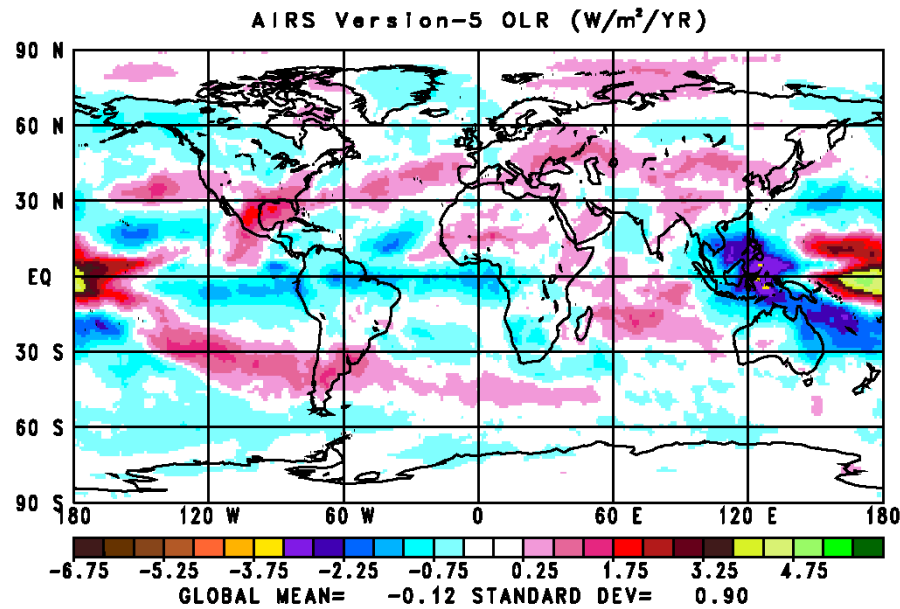 AIRS Version-5 OLR (W/m²/YR)
90 N
60 N
30 N
EQ
30 S
60 S
90 S
180 120 W 60 W 0 60 E 120 E 180
-6.75 -5.25 -3.75 -2.25 -0.75 0.25 1.75 3.25 4.75
GLOBAL MEAN= -0.12 STANDARD DEV= 0.90